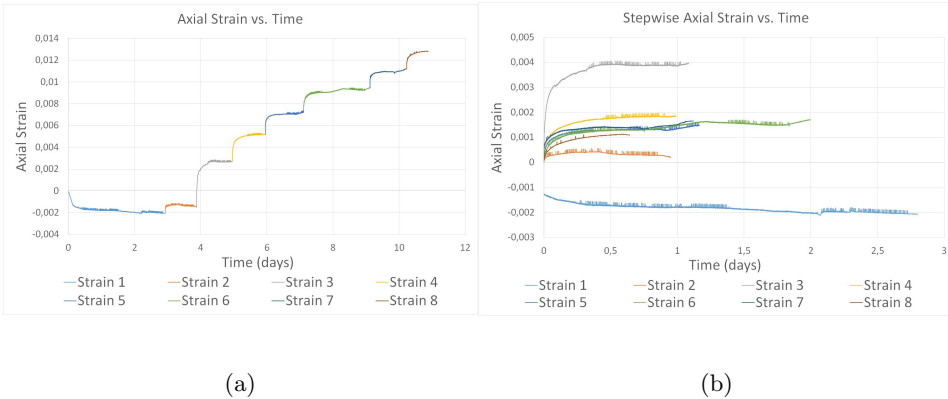 Axial Strain vs. Time
Axial Strain
0,014
0,012
0,01
0,008
0,006
0,004
0,002
0
-0,002
-0,004
0 2 4 6 8 10 12
Time (days)
Strain 1 Strain 2 Strain 3 Strain 4
Strain 5 Strain 6 Strain 7 Strain 8
(a)
Stepwise Axial Strain vs. Time
Axial Strain
0,005
0,004
0,003
0,002
0,001
0
-0,001
-0,002
-0,003
0 0,5 1 1,5 2 2,5 3
Time (days)
Strain 1 Strain 2 Strain 3 Strain 4
Strain 5 Strain 6 Strain 7 Strain 8
(b)